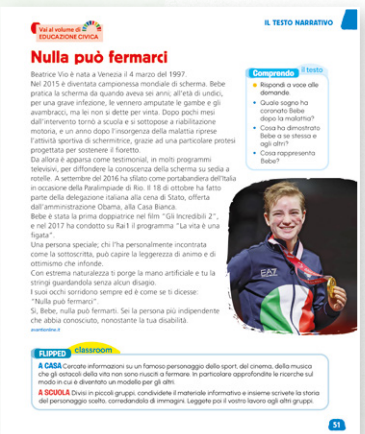 IL TESTO NARRATIVO
Vai al volume di
EDUCAZIONE CIVICA
Nulla può fermarci
Beatrice Vio è nata a Venezia il 4 marzo del 1997.
Nel 2015 è diventata campionessa mondiale di scherma. Bebe
pratica la scherma da quando aveva sei anni; all'età di undici,
per una grave infezione, le vennero amputate le gambe e gli
avambracci, ma lei non si dette per vinta. Dopo pochi mesi
dall'intervento tornò a scuola e si sottopose a riabilitazione
motoria, e un anno dopo l'insorgenza della malattia riprese
l'attività sportiva di schermitrice, grazie ad una particolare protesi
progettata per sostenere il fioretto.
Da allora è apparsa come testimonial, in molti programmi
televisivi, per diffondere la conoscenza della scherma su sedia a
rotelle. A settembre del 2016 ha sfilato come portabandiera dell'Italia
in occasione della Paralimpiade di Rio. Il 18 di ottobre ha fatto
parte della delegazione italiana alla cena di Stato, offerta
dall'amministrazione Obama, alla Casa Bianca.
Bebe è stata la prima doppiatrice nel film "Gli Incredibili 2",
e nel 2017 ha condotto su Rai1 il programma "La vita è una
figata".
Una persona speciale; chi l'ha personalmente incontrata
come la sottoscritta, può capire la leggerezza di animo e di
ottimismo che infonde.
Con estrema naturalezza ti porge la mano artificiale e tu la
stringi guardandola senza alcun disagio.
I suoi occhi sorridono sempre ed è come se ti dicesse:
"Nulla può fermarci".
Sì, Bebe, nulla può fermarti. Sei la persona più indipendente
che abbia conosciuto, nonostante la tua disabilità.
avantionline.it
Comprendo il testo
Rispondi a voce alle
domande.
• Quale sogno ha
coronato Bebe
dopo la malattia?
• Cosa ha dimostrato
Bebe a se stessa e
agli altri?
• Cosa rappresenta
Bebe?
EA7
FLIPPED classroom
A CASA Cercate informazioni su un famoso personaggio dello sport, del cinema, della musica
che gli ostacoli della vita non sono riusciti a fermare. In particolare approfondite le ricerche sul
modo in cui è diventato un modello per gli altri.
A SCUOLA Divisi in piccoli gruppi, condividete il materiale informativo e insieme scrivete la storia
del personaggio scelto, corredandola di immagini. Leggete poi il vostro lavoro agli altri gruppi.
51